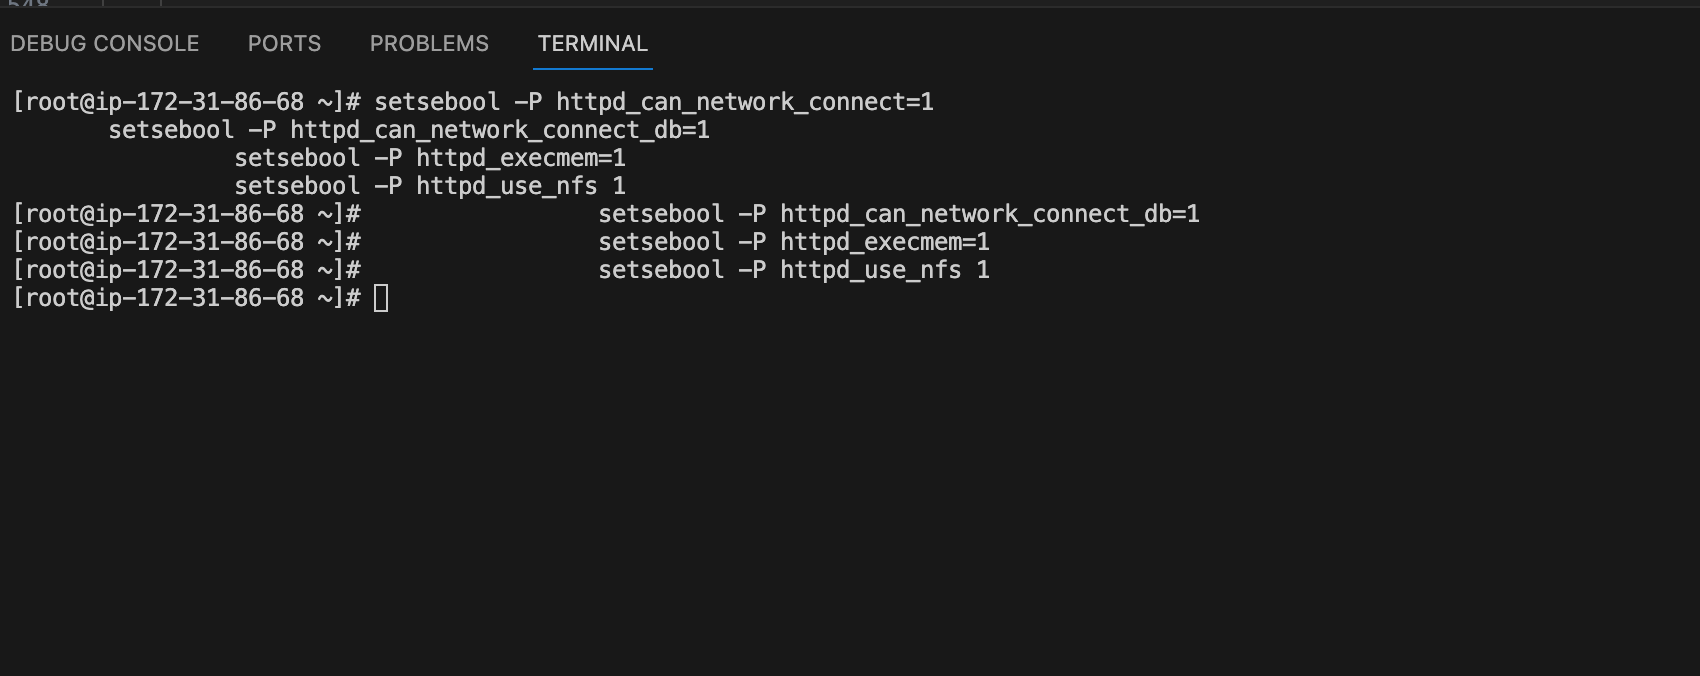 DEBUG CONSOLE PORTS PROBLEMS TERMINAL
[root@ip-172-31-86-68 ~]# setsebool -P httpd_can_network_connect=1
setsebool -P httpd_can_network_connect_db=1
setsebool -P httpd_execmem=1
setsebool -P httpd_use_nfs 1
[root@ip-172-31-86-68 ~]# setsebool -P httpd_can_network_connect_db=1
[root@ip-172-31-86-68 ~]# setsebool -P httpd_execmem=1
[root@ip-172-31-86-68 ~]# setsebool -P httpd_use_nfs 1
[root@ip-172-31-86-68 ~]#